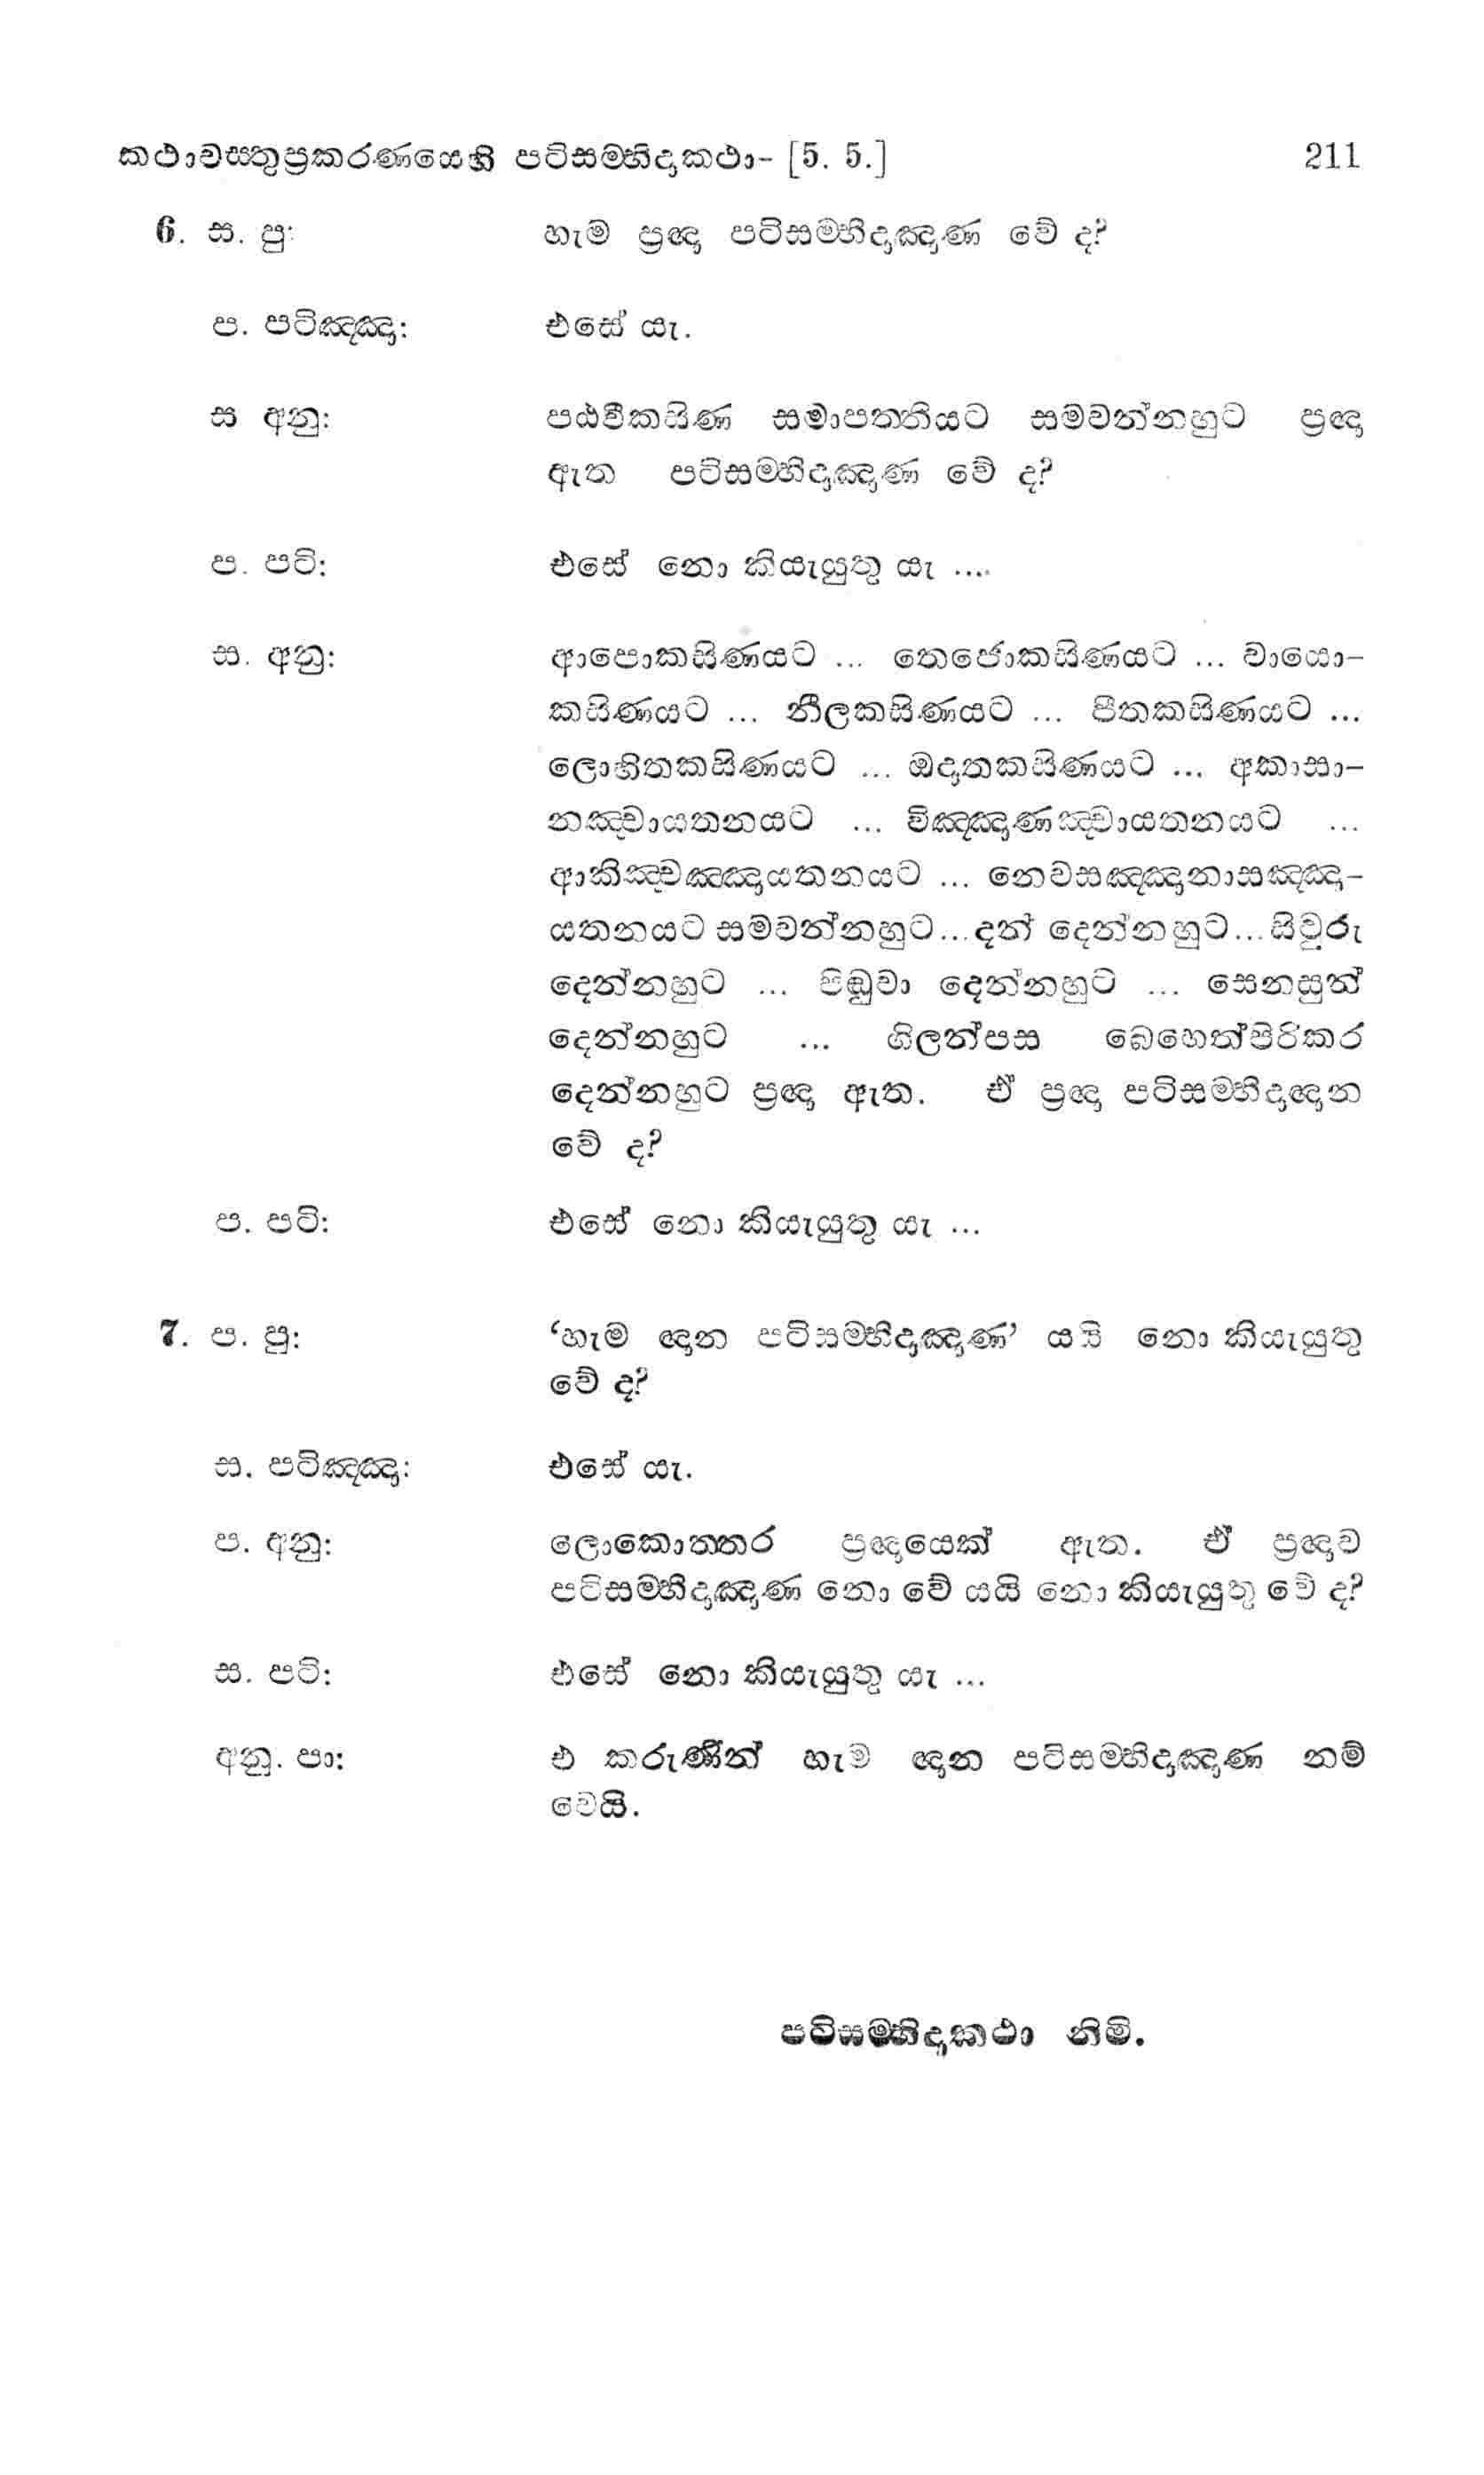 කථාවස්තුප්‍රකරණයෙහි පටිසම්භිදාකථා- [5. 5.] 211
6. ස. පු: හැම ප්‍රඥා පටිසම්භිදාඤාණ වේ ද?
ප. පටිඤ්ඤා: එසේ යැ.
ස අනු: පඨවීකසිණ සමාපත්තියට සමවන්නහුට ප්‍රඥා
ඇත පටිසම්භිදාඤාණ වේ ද?
ප. පටි: එසේ නො කියැයුතු යැ ....
ස. අනු: ආපොකසිණයට ... තෙජොකසිණයට ... වායො-
කසිණයට ... නීලකසිණයට ... පීතකසිණයට ...
ලොහිතකසිණයට ... ඔදාතකසිණයට ... අකාසා-
නඤ්චායතනයට ... විඤ්ඤාණඤ්චායතනයට ...
ආකිඤ්චඤ්ඤායතනයට ... නෙවසඤ්ඤානාසඤ්ඤා-
යතනයට සමවන්නහුට...දන් දෙන්නහුට...සිවුරු
දෙන්නහුට ... පිඬුවා දෙන්නහුට ... සෙනසුන්
දෙන්නහුට ... ගිලන්පස බෙහෙත්පිරිකර
දෙන්නහුට ප්‍රඥා ඇත. ඒ ප්‍රඥා පටිසම්භිදාඥාන
වේ ද?
ප. පටි: එසේ නො කියැයුතු යැ ...
7. ප. පු: ‘හැම ඥාන පටිසම්භිදාඤාණ’ යයි නො කියැයුතු
වේ ද?
ස. පටිඤ්ඤා: එසේ යැ.
ප. අනු: ලොකොත්තර ප්‍රඥායෙක් ඇත. ඒ ප්‍රඥාව
පටිසම්භිදාඤාණ නො වේ යයි නො කියැයුතු වේ ද?
ස. පටි: එසේ නො කියැයුතු යැ ...
අනු. පා: එ කරුණින් හැම ඥාන පටිසම්භිදාඤාණ නම්
වෙයි.
පටිසම්භිදාකථා නිමි.